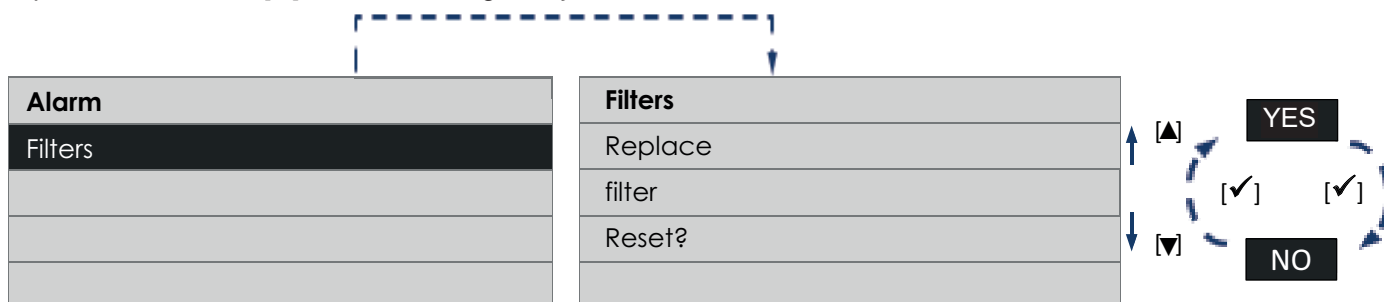 Alarm
Filters
Filters
Replace
filter
Reset?
[▲]
[▼]
YES
[✓] [✓]
NO